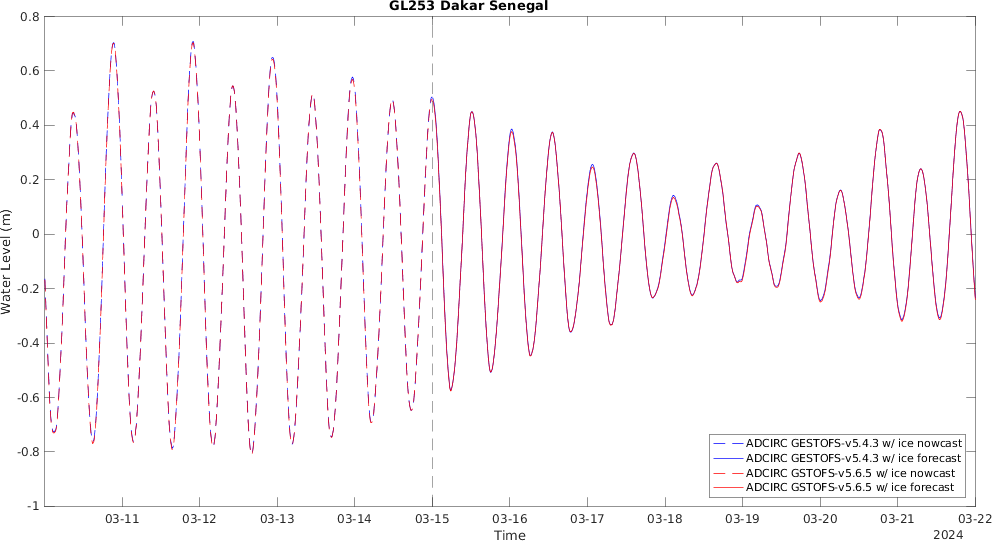 GL253 Dakar Senegal
0.8
0.6
0.4
0.2
0
-0.2
-0.4
-0.6
-0.8
-1
Water Level (m)
03-11 03-12 03-13 03-14 03-15 03-16 03-17 03-18 03-19 03-20 03-21 03-22
Time
2024
ADCIRC GESTOFS-v5.4.3 w/ ice nowcast
ADCIRC GESTOFS-v5.4.3 w/ ice forecast
ADCIRC GSTOFS-v5.6.5 w/ ice nowcast
ADCIRC GSTOFS-v5.6.5 w/ ice forecast